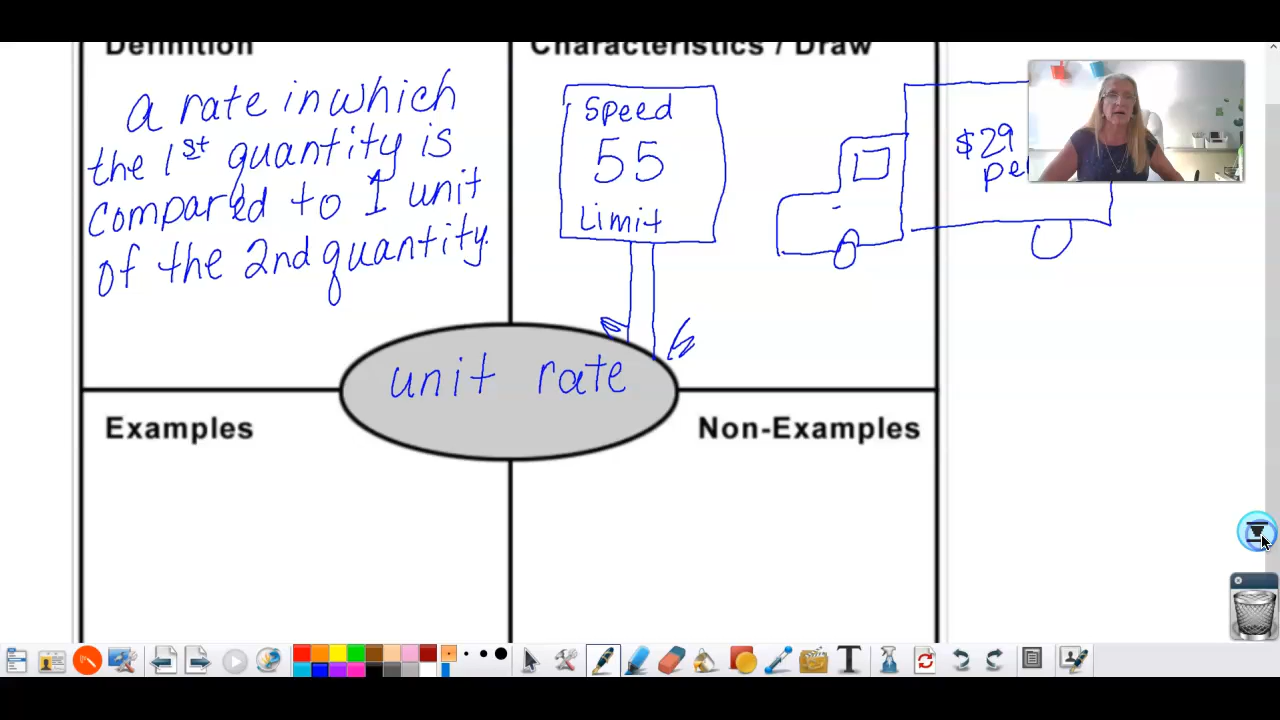 Definition
Characteristics / Draw
a rate in which
the 1st quantity is
compared to 1 unit
of the 2nd quantity.
Speed
55
Limit
$29
unit rate
Examples
Non-Examples
T